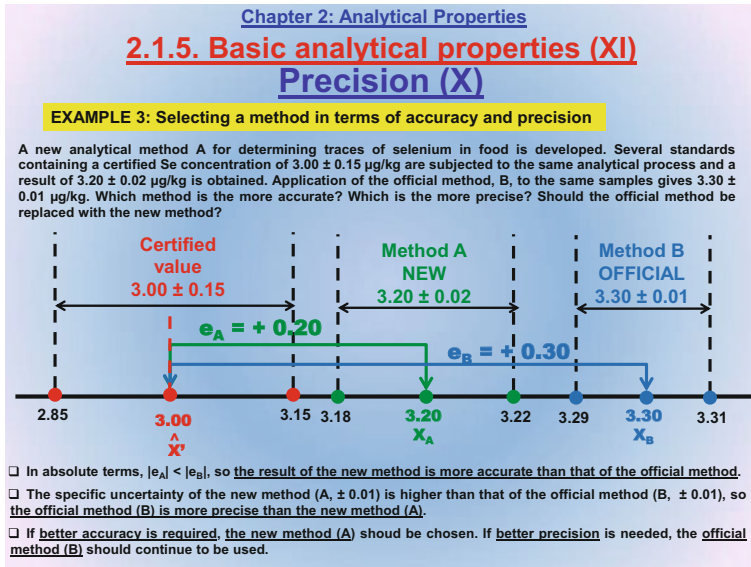 Chapter 2: Analytical Properties
2.1.5. Basic analytical properties (XI)
Precision (X)
EXAMPLE 3: Selecting a method in terms of accuracy and precision
A new analytical method A for determining traces of selenium in food is developed. Several standards
containing a certified Se concentration of 3.00 ± 0.15 µg/kg are subjected to the same analytical process and a
result of 3.20 ± 0.02 µg/kg is obtained. Application of the official method, B, to the same samples gives 3.30 ±
0.01 µg/kg. Which method is the more accurate? Which is the more precise? Should the official method be
replaced with the new method?
Certified
value
3.00 ± 0.15
Method A
NEW
3.20 ± 0.02
Method B
OFFICIAL
3.30 ± 0.01
eA = + 0.20
eB = + 0.30
2.85
3.00
X̂'
3.15
3.18
3.20
XA
3.22
3.29
3.30
XB
3.31
❑ In absolute terms, |eA| < |eB|, so the result of the new method is more accurate than that of the official method.
❑ The specific uncertainty of the new method (A, ± 0.01) is higher than that of the official method (B, ± 0.01), so
the official method (B) is more precise than the new method (A).
❑ If better accuracy is required, the new method (A) shoud be chosen. If better precision is needed, the official
method (B) should continue to be used.